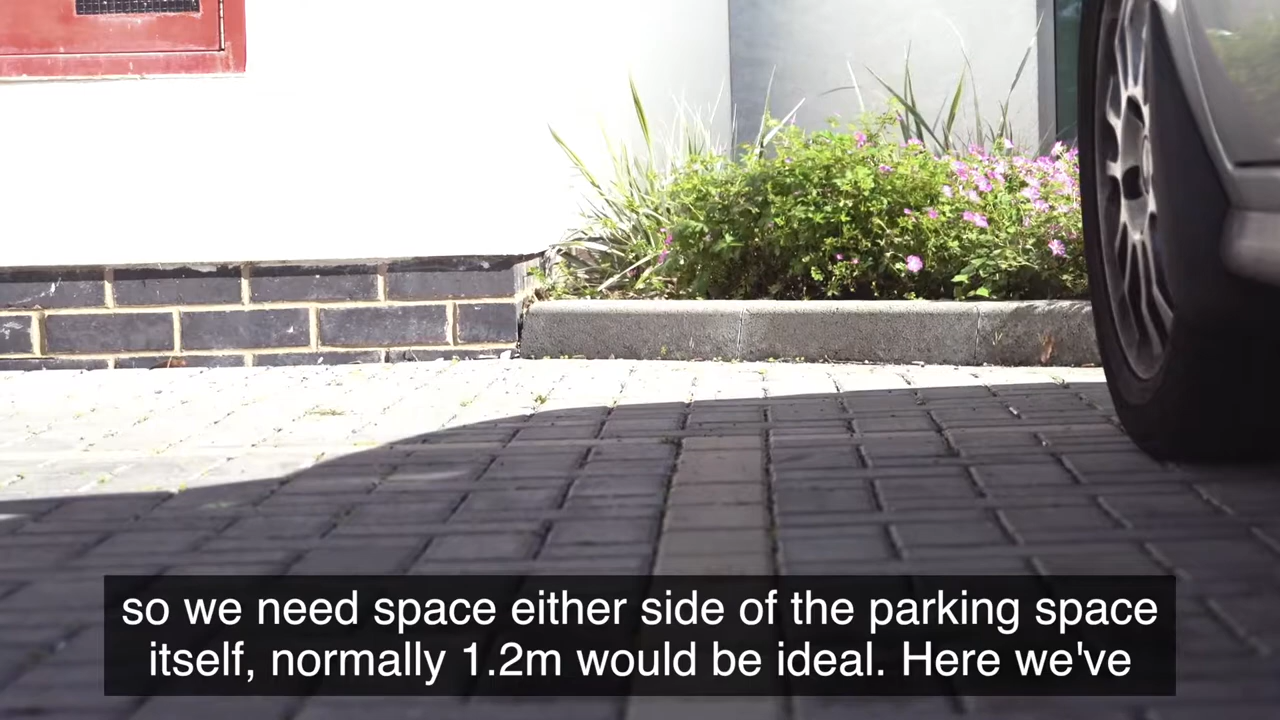 so we need space either side of the parking space
itself, normally 1.2m would be ideal. Here we've